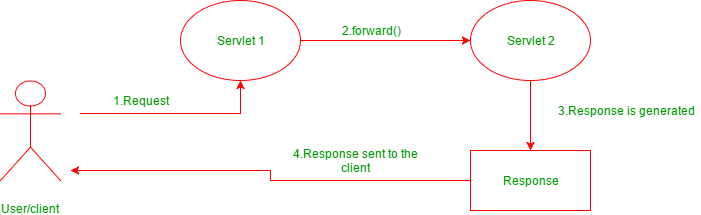 Servlet 1
2.forward()
Servlet 2
1.Request
3.Response is generated
4.Response sent to the
client
Response
User/client